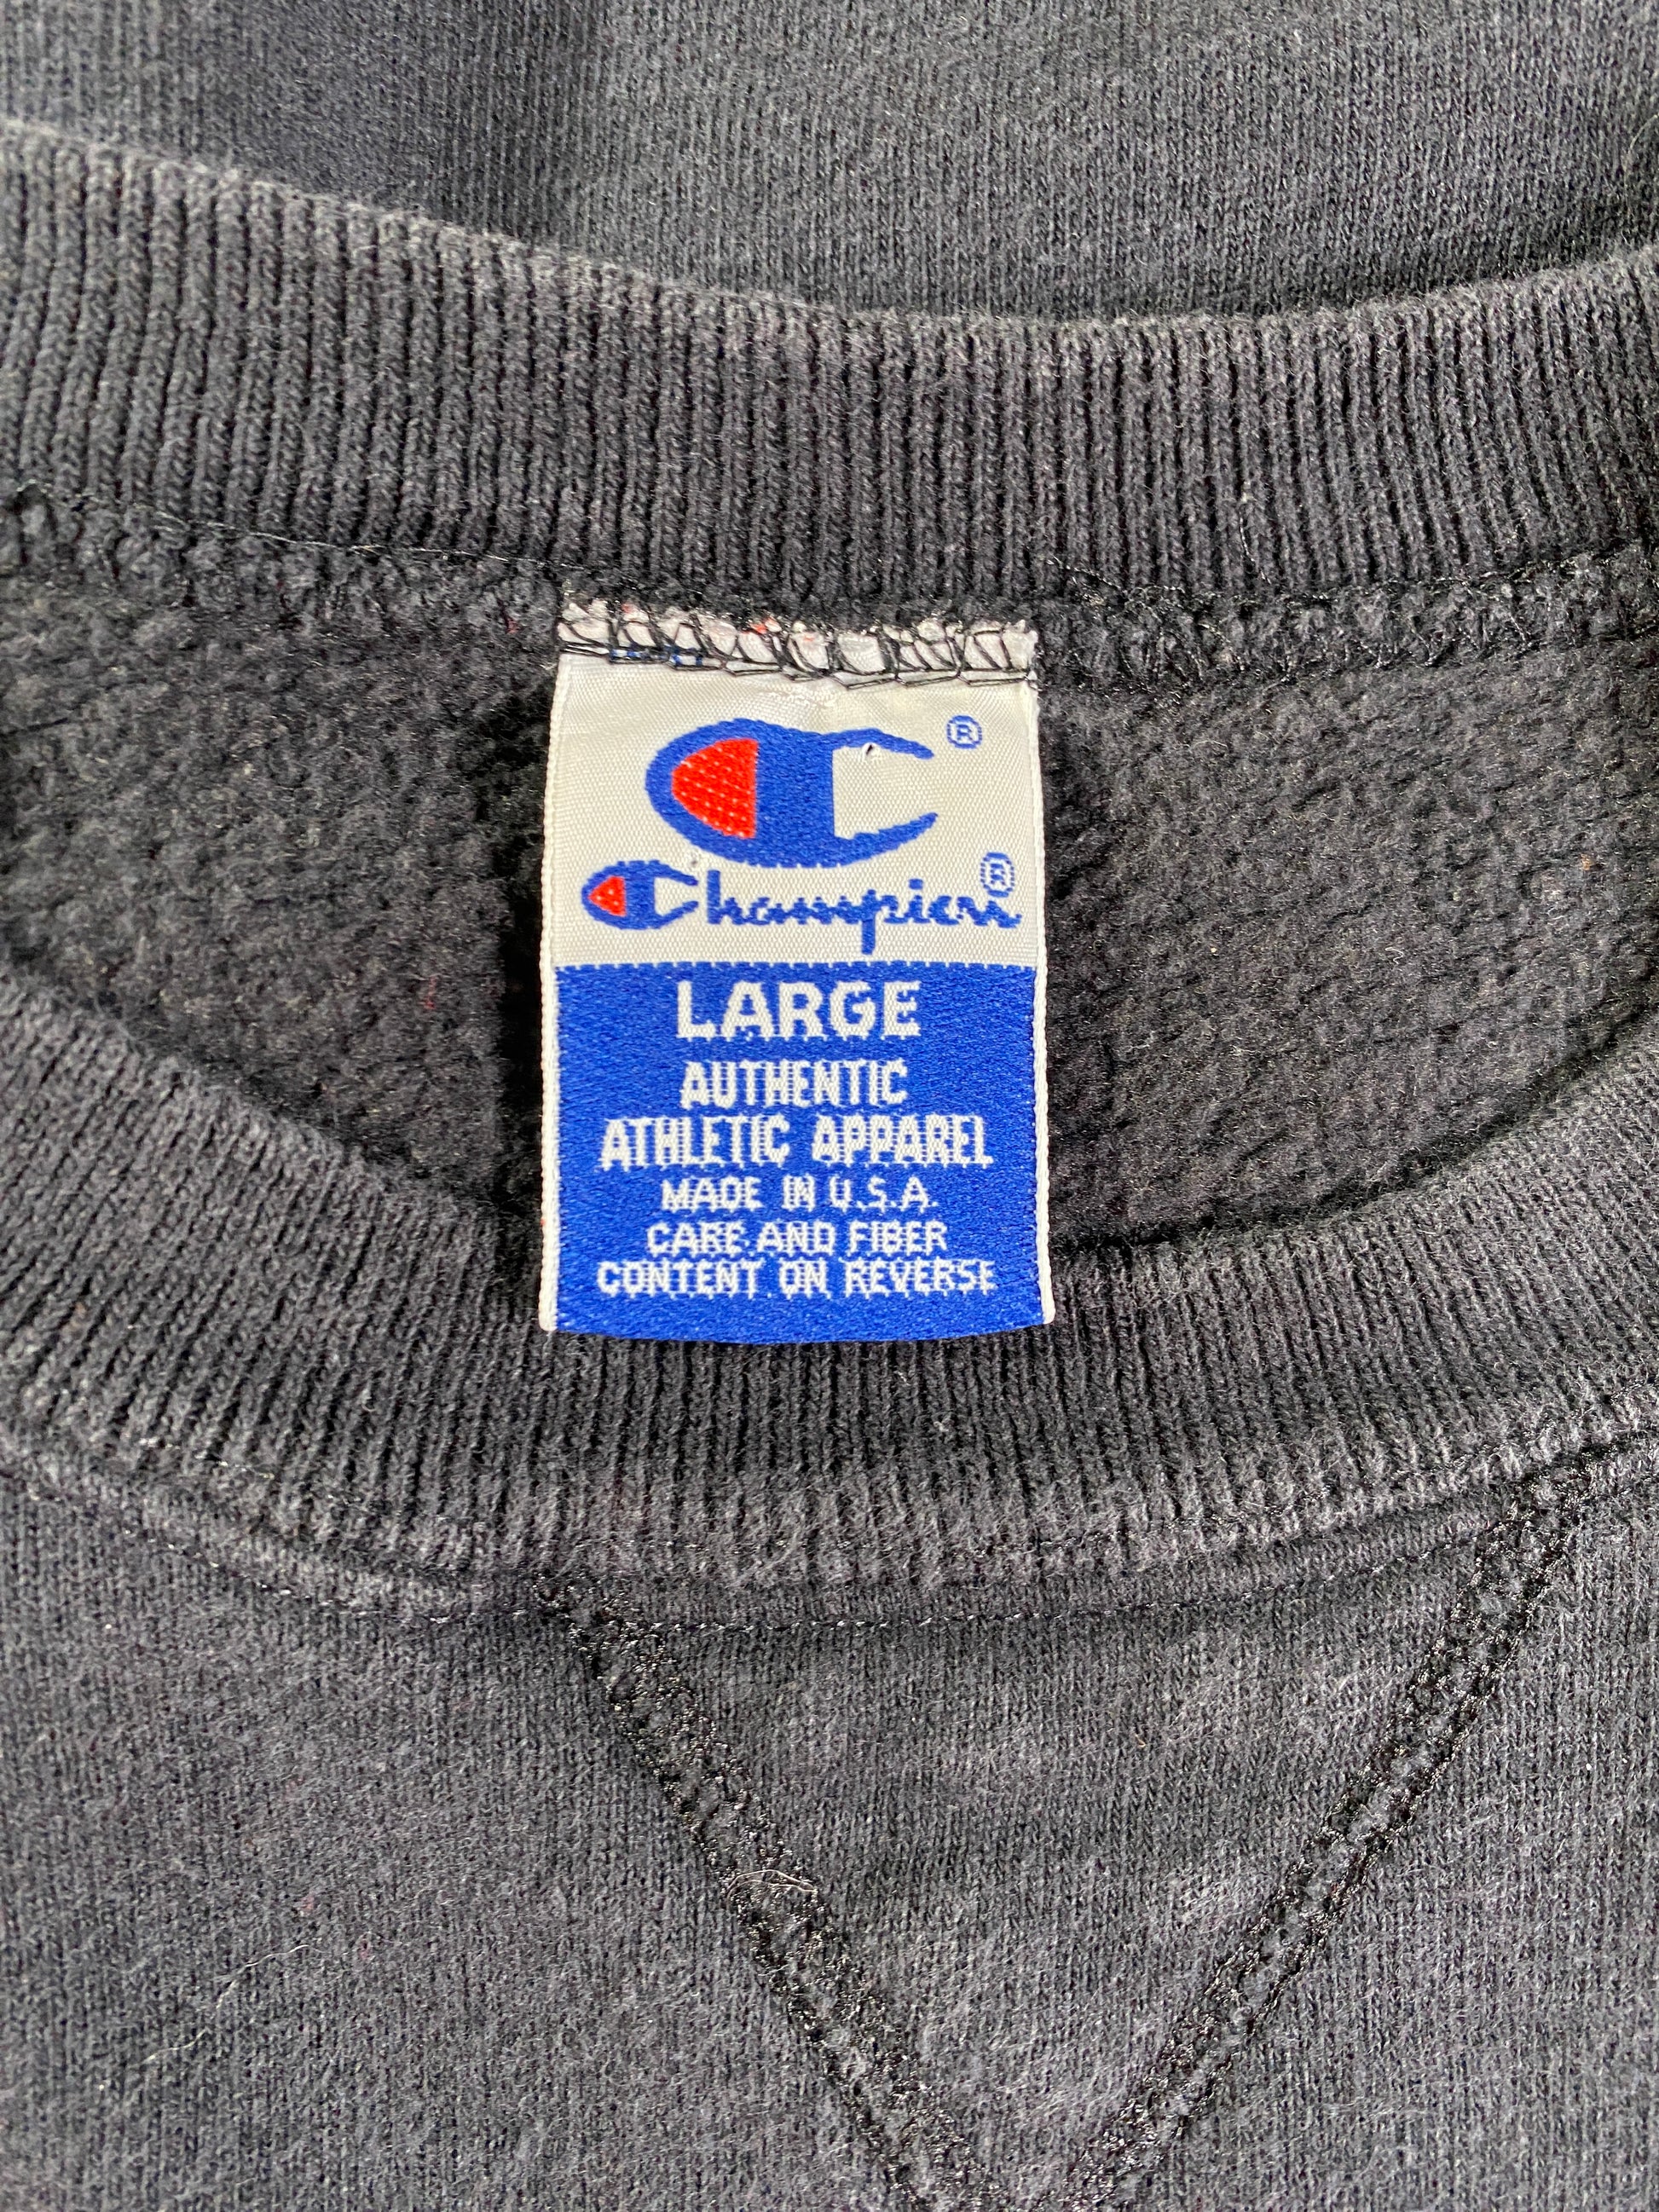 ®
Champion®
LARGE
AUTHENTIC
ATHLETIC APPAREL
MADE IN U.S.A.
CARE AND FIBER
CONTENT ON REVERSE